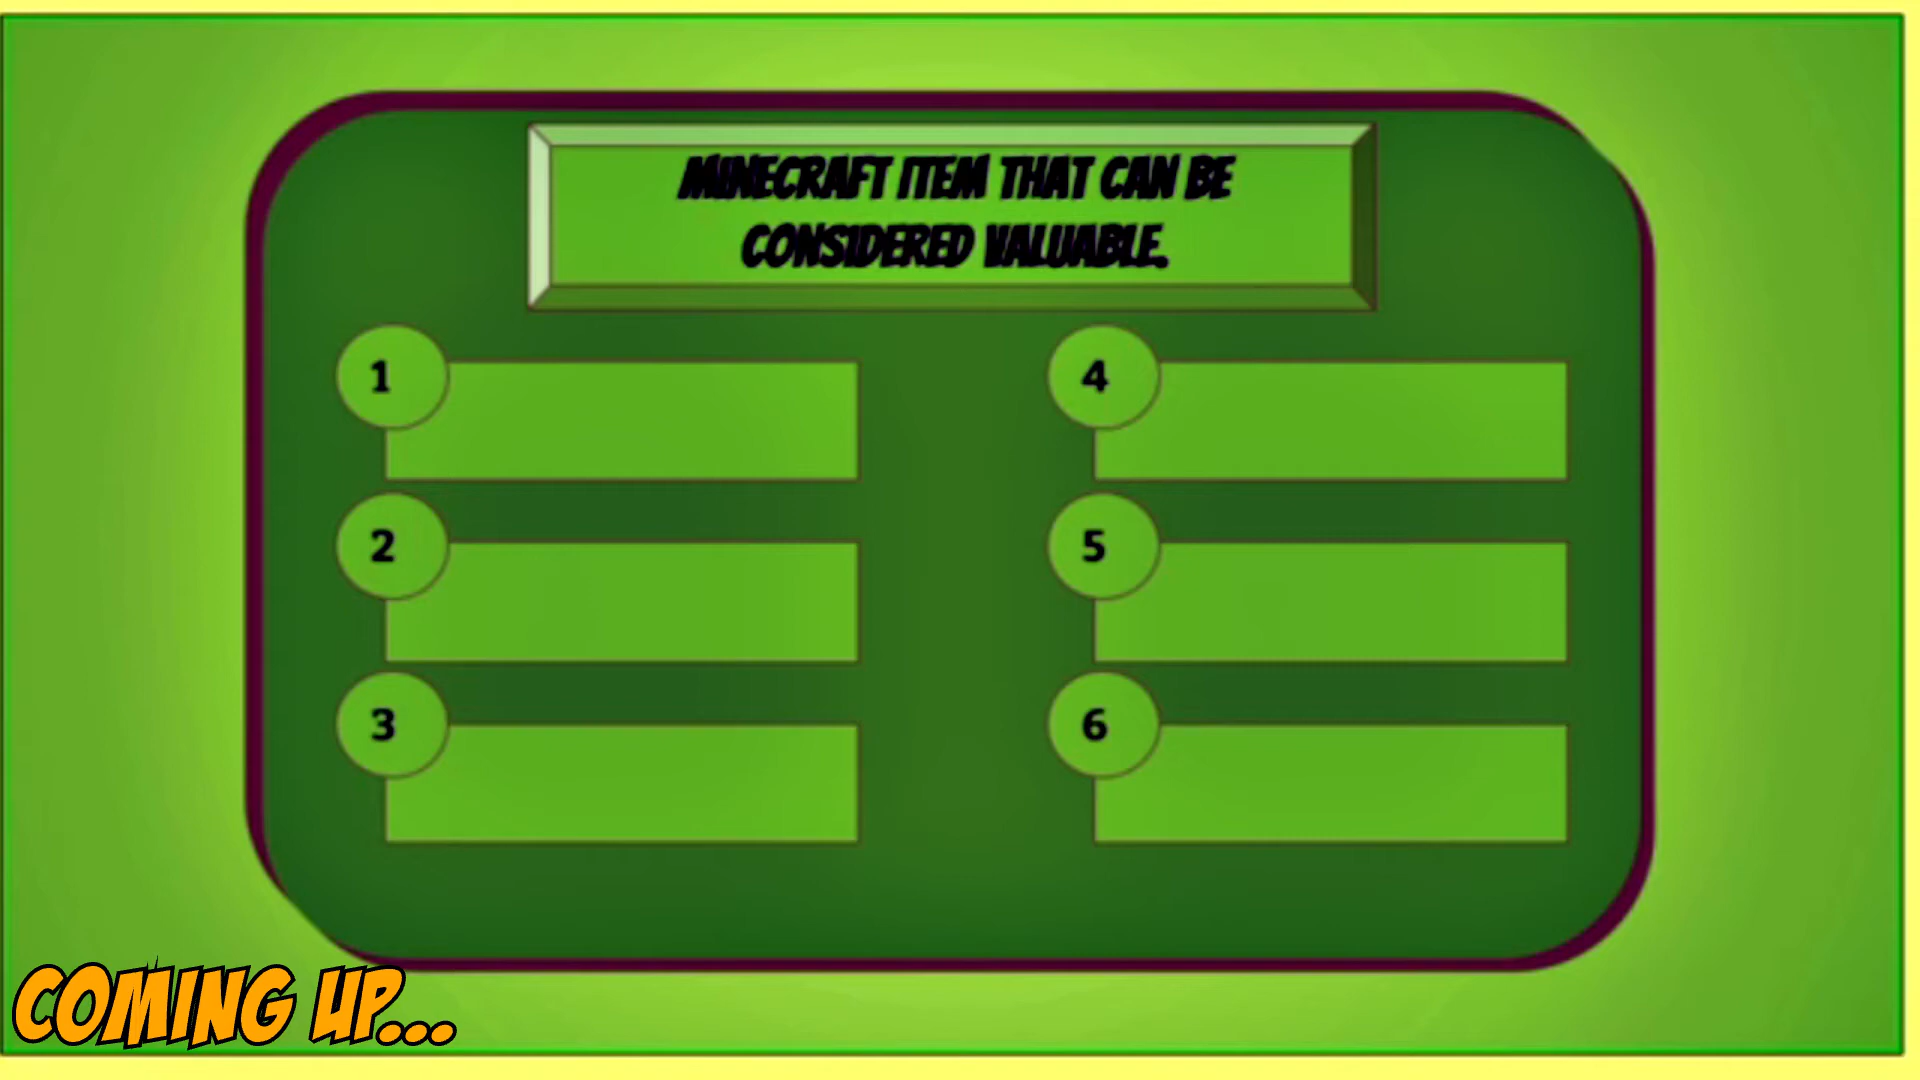 MINECRAFT ITEM THAT CAN BE
CONSIDERED VALUABLE.
1
4
2
5
3
6
COMING UP...